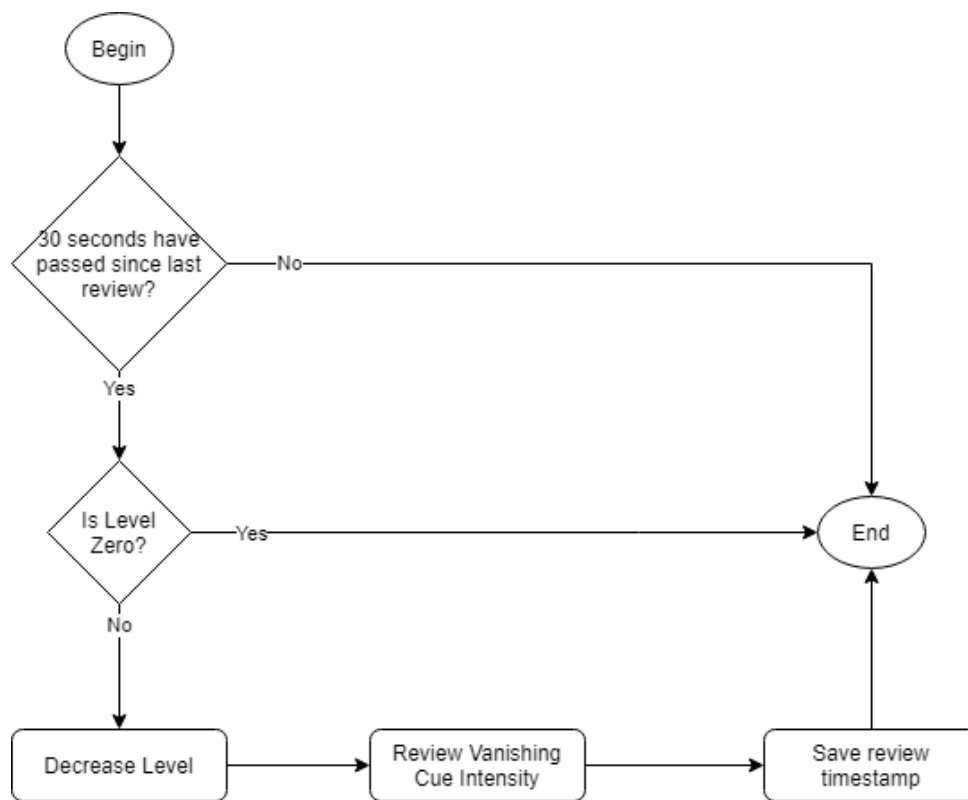 Begin
30 seconds have
passed since last
review?
No
Yes
Is Level
Zero?
Yes
End
No
Decrease Level
Review Vanishing
Cue Intensity
Save review
timestamp